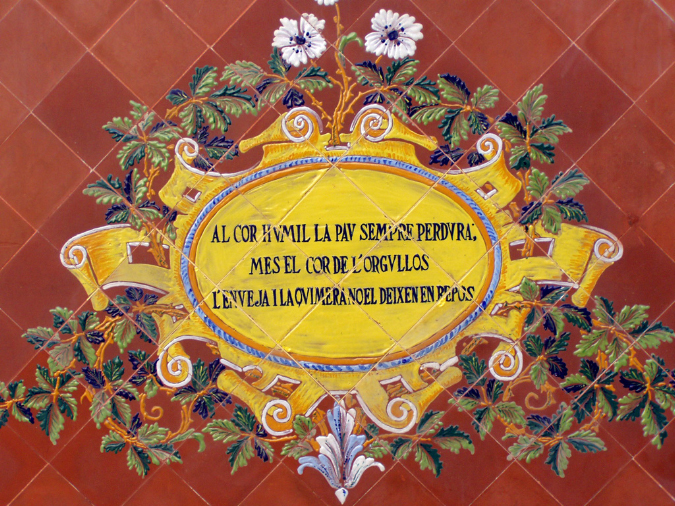 AL COR HVMIL LA PAV SEMPRE PERDVRA,
MES EL COR DE L'ORGVLLOS
L'ENVEJA I LA QVIMERA NO EL DEIXEN EN REPOS